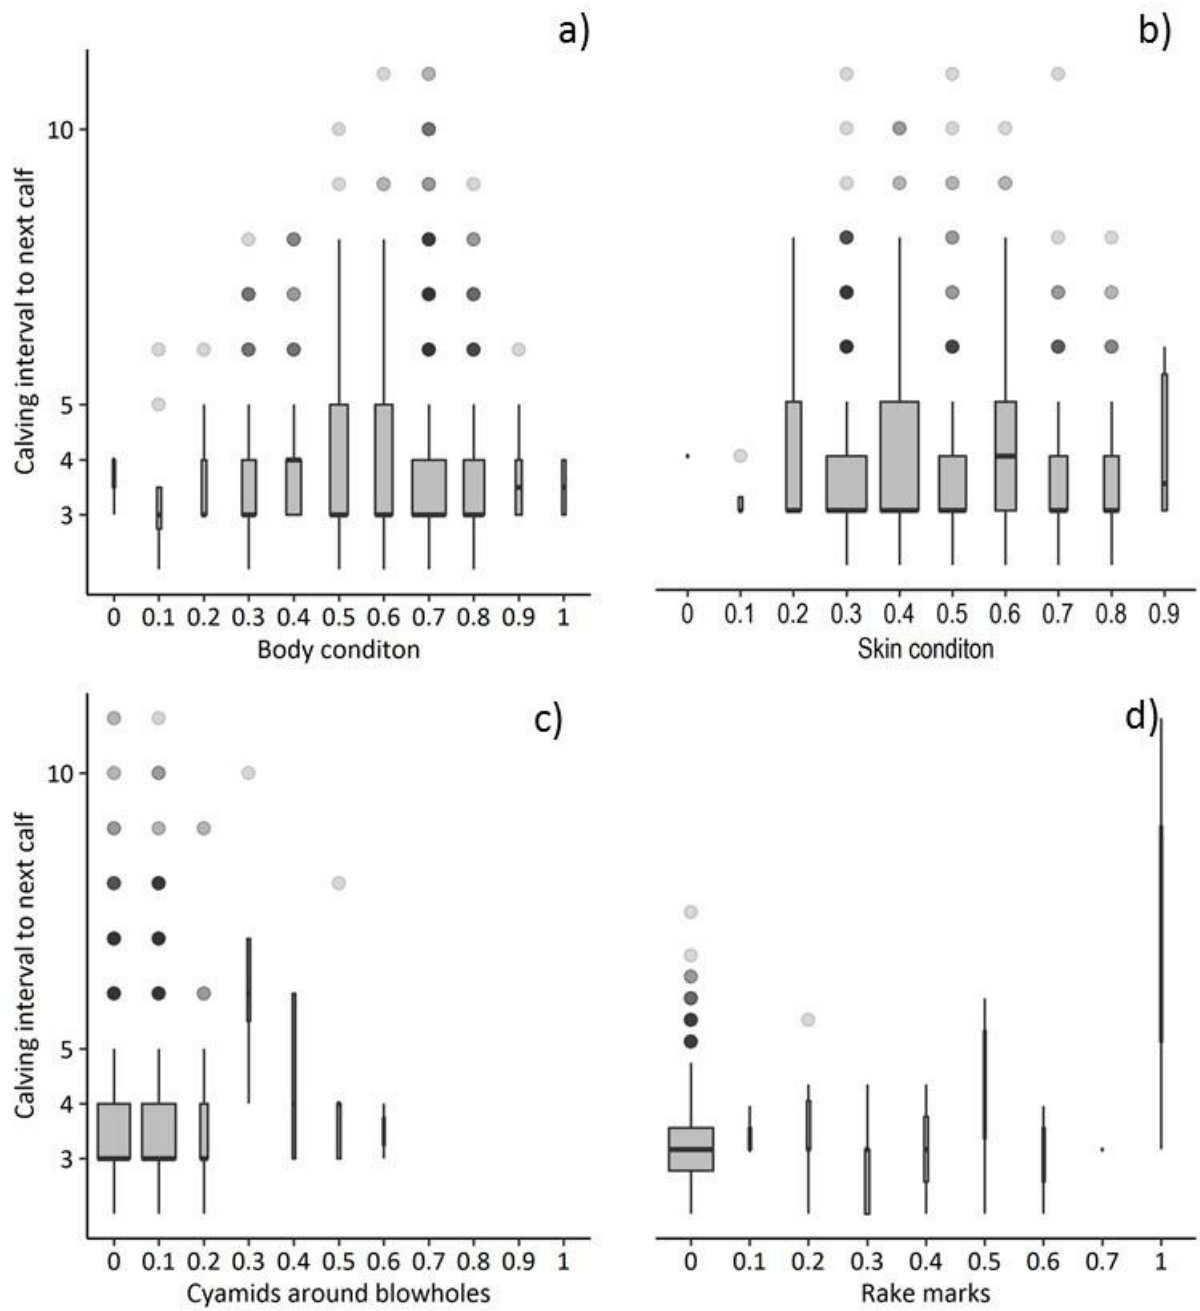 a)
Calving interval to next calf
10
5
4
3
0 0.1 0.2 0.3 0.4 0.5 0.6 0.7 0.8 0.9 1
Body conditon
b)
0 0.1 0.2 0.3 0.4 0.5 0.6 0.7 0.8 0.9
Skin conditon
c)
Calving interval to next calf
10
5
4
3
0 0.1 0.2 0.3 0.4 0.5 0.6 0.7 0.8 0.9 1
Cyamids around blowholes
d)
0 0.1 0.2 0.3 0.4 0.5 0.6 0.7 1
Rake marks